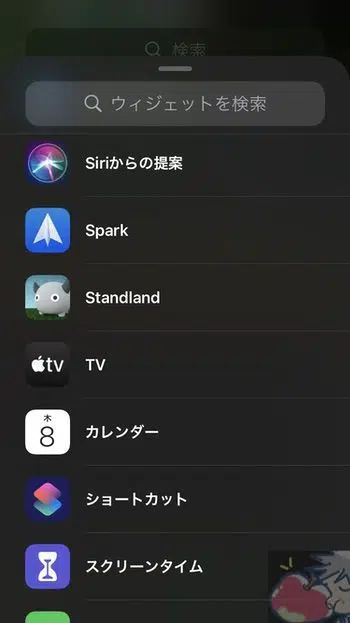 検索
ウィジェットを検索
Siriからの提案
Spark
Standland
tv
TV
木
8
カレンダー
ショートカット
スクリーンタイム